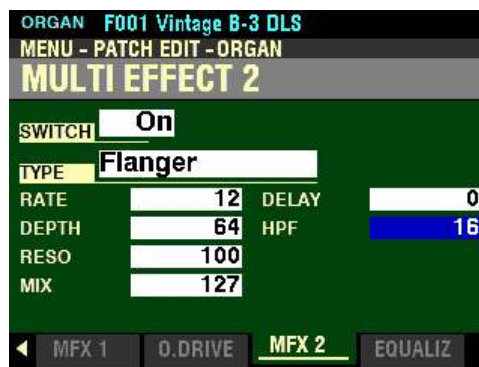 ORGAN F001 Vintage B-3 DLS
MENU - PATCH EDIT - ORGAN
MULTI EFFECT 2
SWITCH On
TYPE Flanger
RATE 12 DELAY 0
DEPTH 64 HPF 16
RESO 100
MIX 127
MFX 1 O.DRIVE MFX 2 EQUALIZ